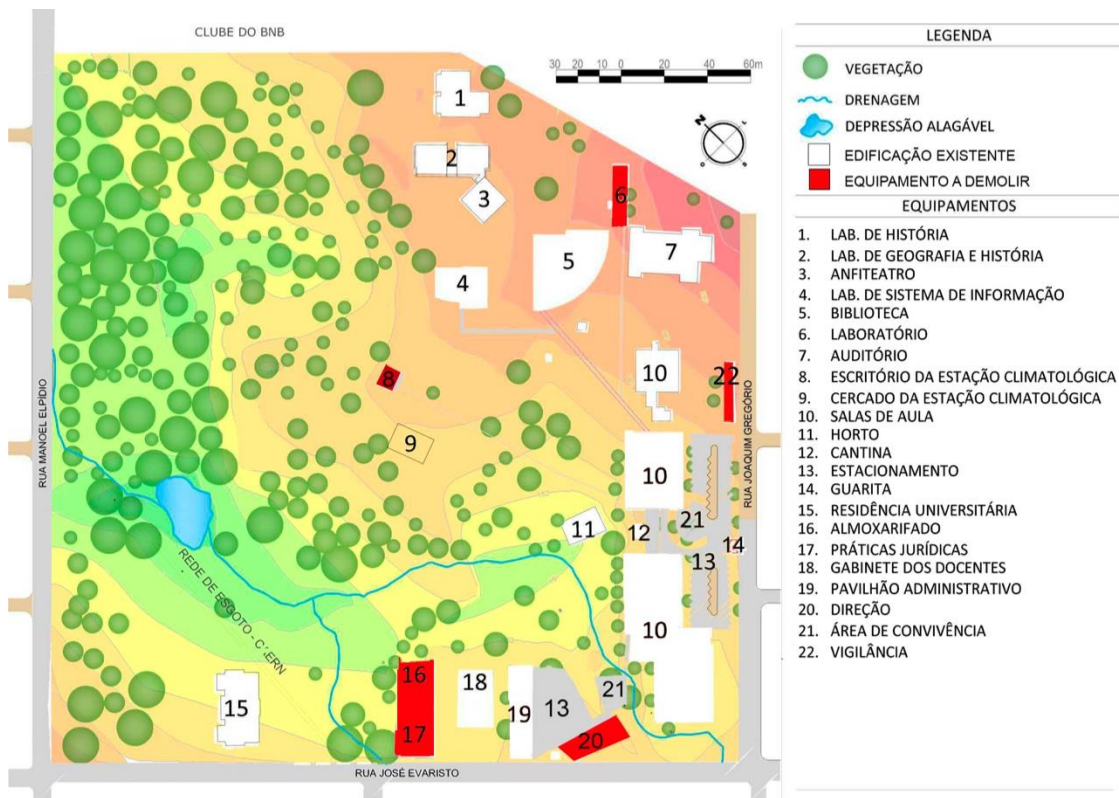 CLUBE DO BNB
30 20 10 0 20 40 60m
N
L
O
S
1
2
3
4
5
6
7
8
9
10
22
10
11
12
21
14
13
10
RUA MANOEL ELPÍDIO
RUA JOAQUIM GREGÓRIO
REDE DE ESGOTO -
15
16
17
18
19
13
21
20
RUA JOSÉ EVARISTO
LEGENDA
VEGETAÇÃO
DRENAGEM
DEPRESSÃO ALAGÁVEL
EDIFICAÇÃO EXISTENTE
EQUIPAMENTO A DEMOLIR
EQUIPAMENTOS
1. LAB. DE HISTÓRIA
2. LAB. DE GEOGRAFIA E HISTÓRIA
3. ANFITEATRO
4. LAB. DE SISTEMA DE INFORMAÇÃO
5. BIBLIOTECA
6. LABORATÓRIO
7. AUDITÓRIO
8. ESCRITÓRIO DA ESTAÇÃO CLIMATOLÓGICA
9. CERCADO DA ESTAÇÃO CLIMATOLÓGICA
10. SALAS DE AULA
11. HORTO
12. CANTINA
13. ESTACIONAMENTO
14. GUARITA
15. RESIDÊNCIA UNIVERSITÁRIA
16. ALMOXARIFADO
17. PRÁTICAS JURÍDICAS
18. GABINETE DOS DOCENTES
19. PAVILHÃO ADMINISTRATIVO
20. DIREÇÃO
21. ÁREA DE CONVIVÊNCIA
22. VIGILÂNCIA